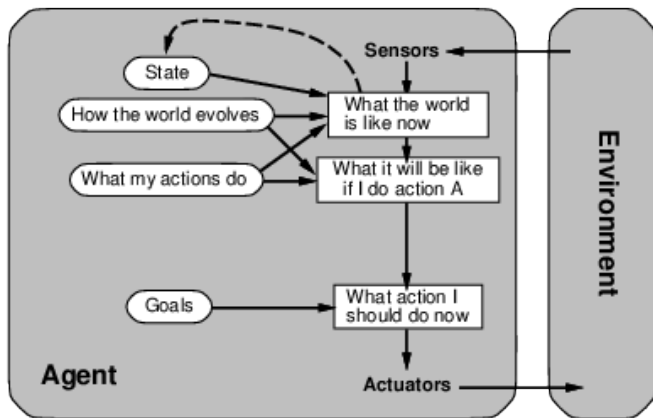 Sensors
State
What the world
is like now
How the world evolves
What it will be like
if I do action A
What my actions do
Goals
What action I
should do now
Agent
Actuators
Environment